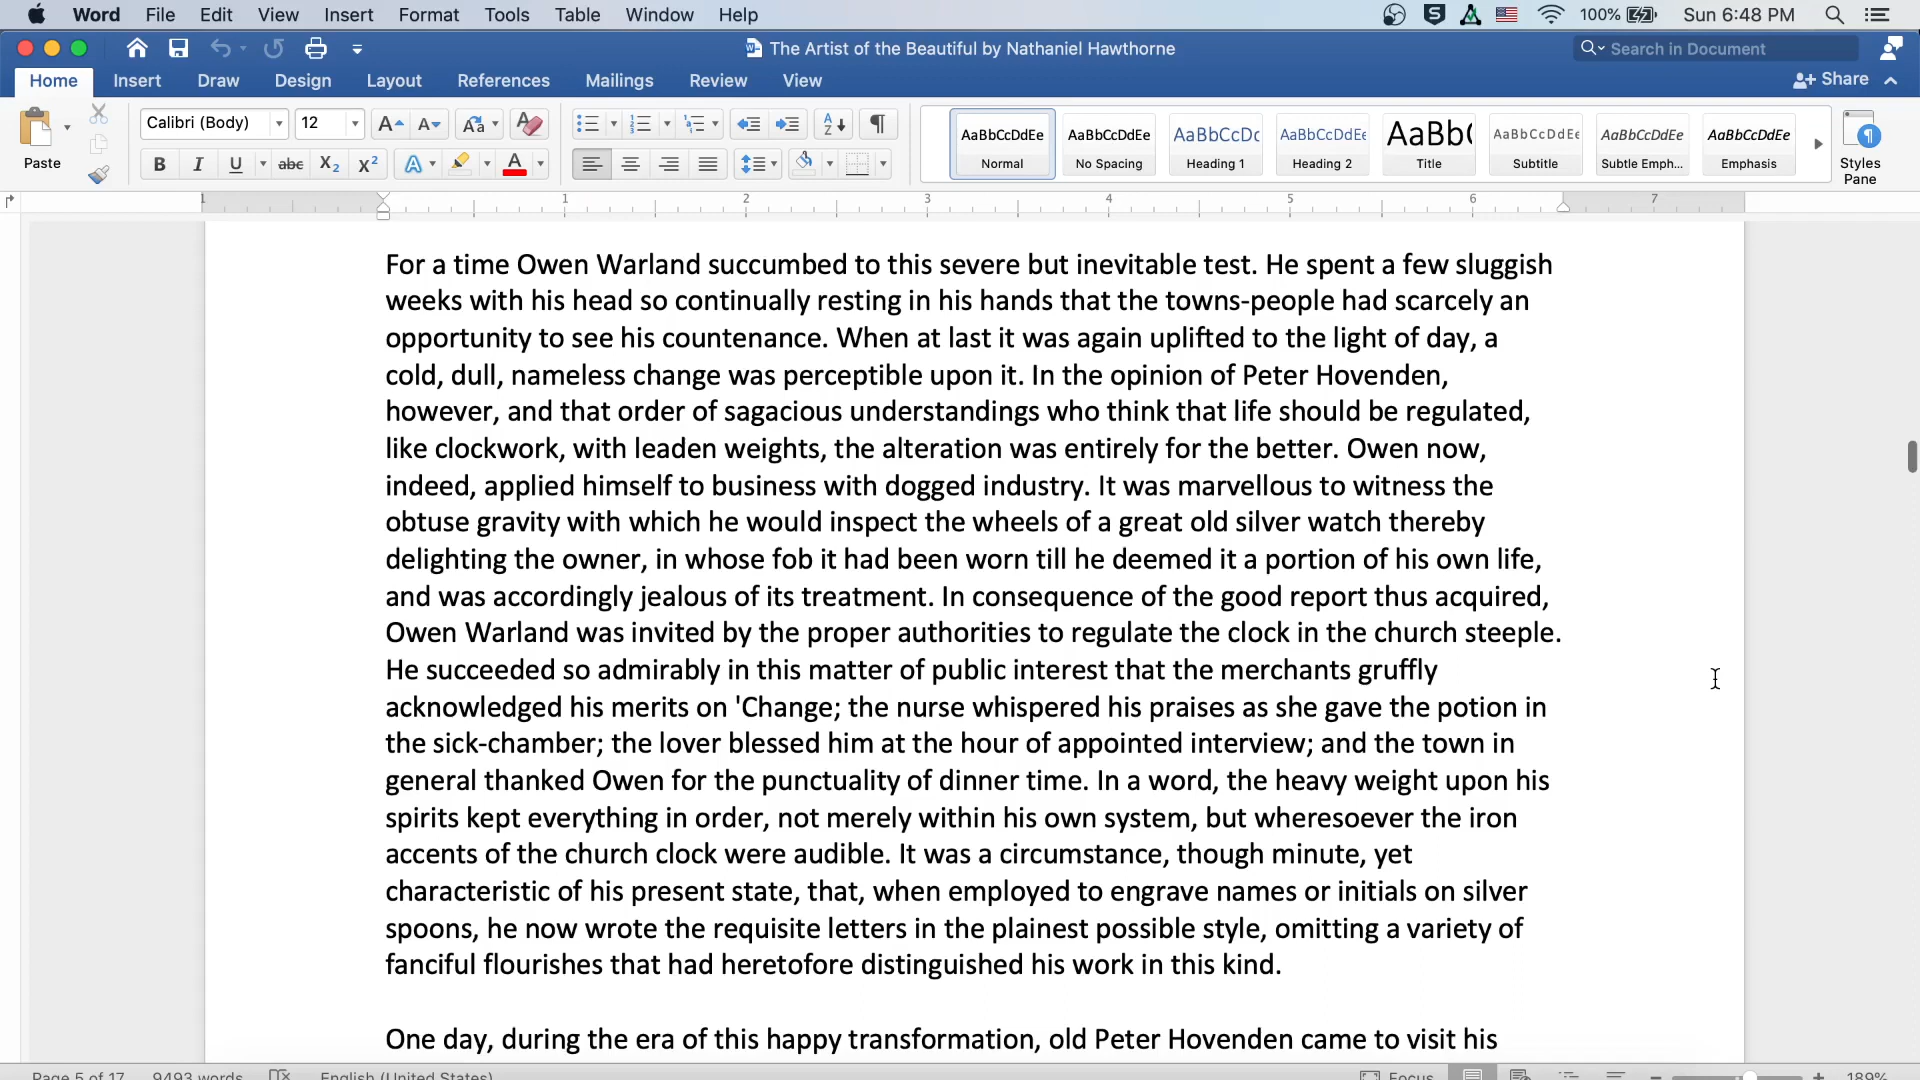 Word File Edit View Insert Format Tools Table Window Help 100% Sun 6:48 PM
The Artist of the Beautiful by Nathaniel Hawthorne Search in Document
Home Insert Draw Design Layout References Mailings Review View Share
Paste Calibri (Body) 12 Aa A
B I U abc X₂ X² A A
AaBbCcDdEe AaBbCcDdEe AaBbCcDc AaBbCcDdEe AaBb( AaBbCcDdEe AaBbCcDdEe AaBbCcDdEe
Normal No Spacing Heading 1 Heading 2 Title Subtitle Subtle Emph... Emphasis Styles Pane
1 1 2 3 4 5 6 7
For a time Owen Warland succumbed to this severe but inevitable test. He spent a few sluggish
weeks with his head so continually resting in his hands that the towns-people had scarcely an
opportunity to see his countenance. When at last it was again uplifted to the light of day, a
cold, dull, nameless change was perceptible upon it. In the opinion of Peter Hovenden,
however, and that order of sagacious understandings who think that life should be regulated,
like clockwork, with leaden weights, the alteration was entirely for the better. Owen now,
indeed, applied himself to business with dogged industry. It was marvellous to witness the
obtuse gravity with which he would inspect the wheels of a great old silver watch thereby
delighting the owner, in whose fob it had been worn till he deemed it a portion of his own life,
and was accordingly jealous of its treatment. In consequence of the good report thus acquired,
Owen Warland was invited by the proper authorities to regulate the clock in the church steeple.
He succeeded so admirably in this matter of public interest that the merchants gruffly
acknowledged his merits on 'Change; the nurse whispered his praises as she gave the potion in
the sick-chamber; the lover blessed him at the hour of appointed interview; and the town in
general thanked Owen for the punctuality of dinner time. In a word, the heavy weight upon his
spirits kept everything in order, not merely within his own system, but wheresoever the iron
accents of the church clock were audible. It was a circumstance, though minute, yet
characteristic of his present state, that, when employed to engrave names or initials on silver
spoons, he now wrote the requisite letters in the plainest possible style, omitting a variety of
fanciful flourishes that had heretofore distinguished his work in this kind.
One day, during the era of this happy transformation, old Peter Hovenden came to visit his
Page 5 of 17 9493 words English (United States) Focus 189%